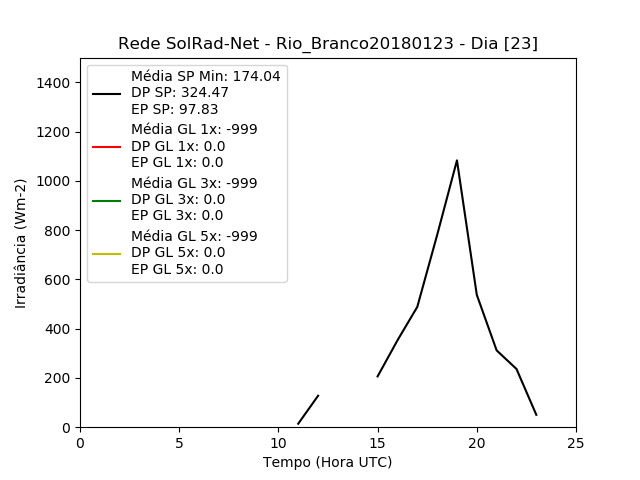 Rede SolRad-Net - Rio_Branco20180123 - Dia [23]
Média SP Min: 174.04
DP SP: 324.47
EP SP: 97.83
Média GL 1x: -999
DP GL 1x: 0.0
EP GL 1x: 0.0
Média GL 3x: -999
DP GL 3x: 0.0
EP GL 3x: 0.0
Média GL 5x: -999
DP GL 5x: 0.0
EP GL 5x: 0.0
Irradiância (Wm-2)
1400
1200
1000
800
600
400
200
0
0 5 10 15 20 25
Tempo (Hora UTC)